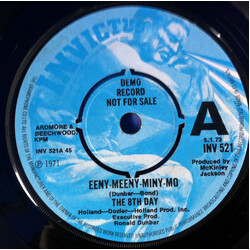 INVICTUS
DEMO
RECORD
NOT FOR SALE
ARDMORE &
BEECHWOOD/
KPM
INV 521A 45
℗ 1971
A
5.1.73
INV 521
Produced by
McKinley
Jackson
EENY-MEENY-MINY-MO
(Dunbar—Bond)
THE 8TH DAY
Holland—Dozier—Holland Prod. Inc.
Executive Prod.
Ronald Dunbar